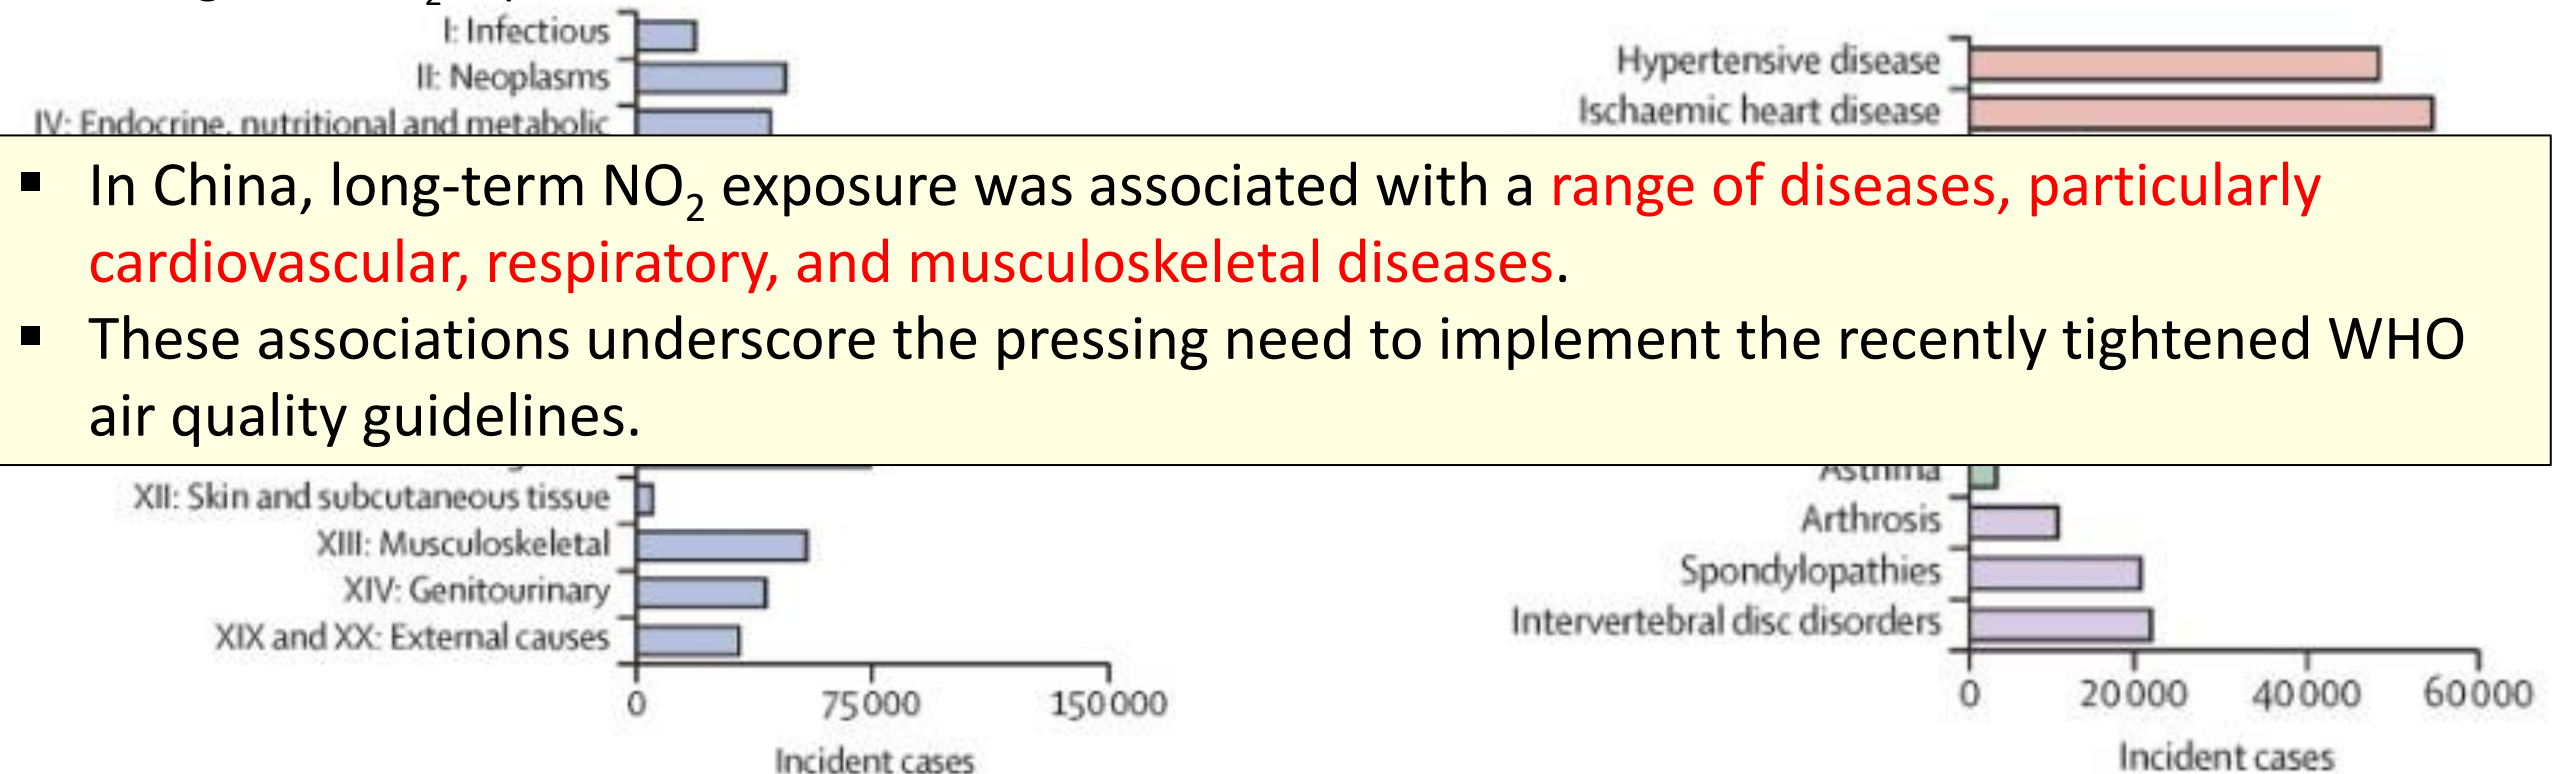 I: Infectious
II: Neoplasms
IV: Endocrine, nutritional and metabolic
Hypertensive disease
Ischaemic heart disease
▪ In China, long-term NO₂ exposure was associated with a range of diseases, particularly
cardiovascular, respiratory, and musculoskeletal diseases.
▪ These associations underscore the pressing need to implement the recently tightened WHO
air quality guidelines.
XII: Skin and subcutaneous tissue
XIII: Musculoskeletal
XIV: Genitourinary
XIX and XX: External causes
0 75000 150000
Incident cases
Asthma
Arthrosis
Spondylopathies
Intervertebral disc disorders
0 20000 40000 60000
Incident cases